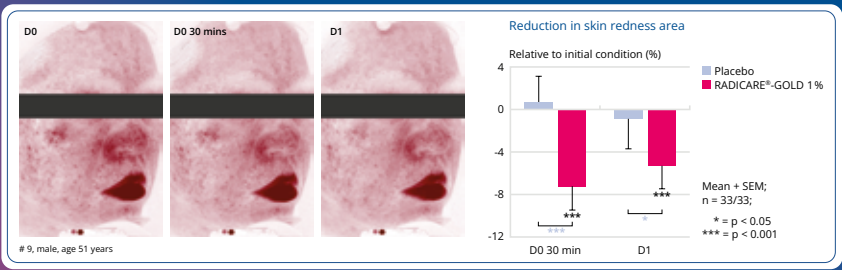 D0
D0 30 mins
D1
# 9, male, age 51 years
Reduction in skin redness area
Relative to initial condition (%)
4
0
-4
-8
-12
***
***
***
*
D0 30 min
D1
Placebo
RADICARE®-GOLD 1%
Mean + SEM;
n = 33/33;
* = p < 0.05
*** = p < 0.001